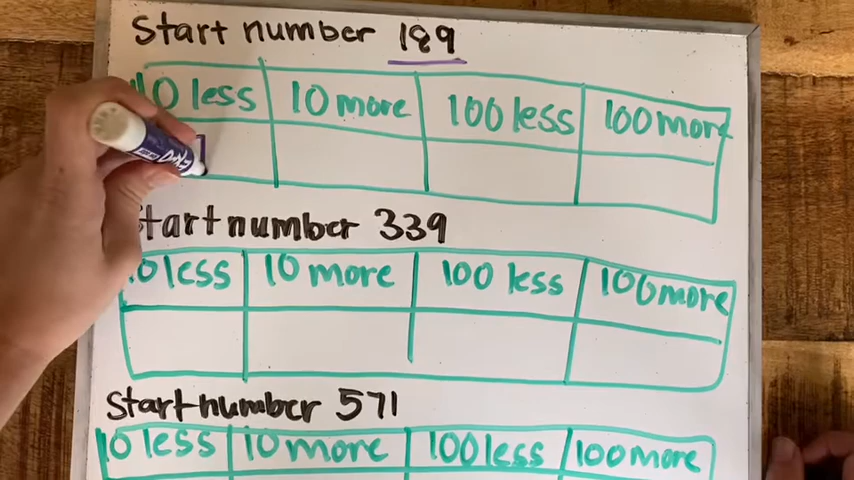 Start number 189
10 less 10 more 100 less 100 more
EXPO
Start number 339
10 less 10 more 100 less 100 more
Start number 571
10 less 10 more 100 less 100 more